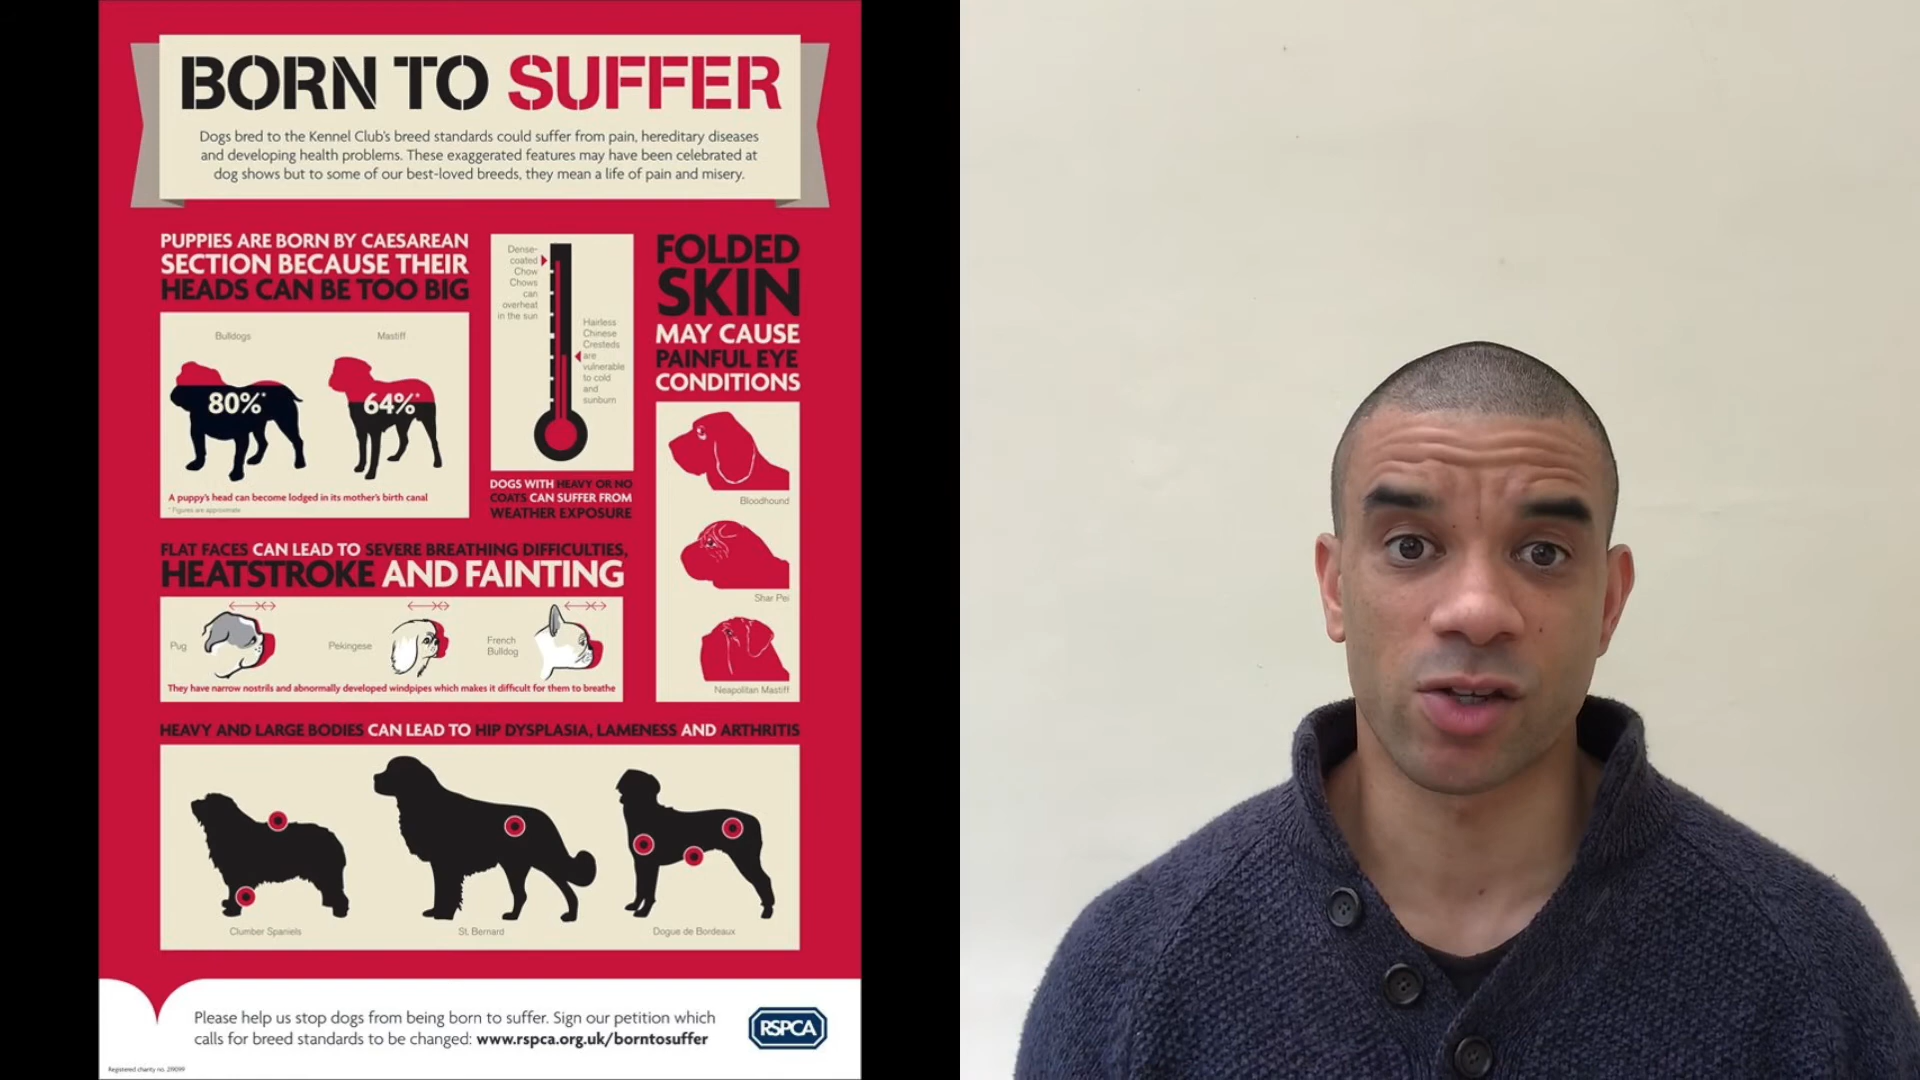 BORN TO SUFFER
Dogs bred to the Kennel Club's breed standards could suffer from pain, hereditary diseases
and developing health problems. These exaggerated features may have been celebrated at
dog shows but to some of our best-loved breeds, they mean a life of pain and misery.
PUPPIES ARE BORN BY CAESAREAN
SECTION BECAUSE THEIR
HEADS CAN BE TOO BIG
Bulldogs
Mastiff
80%*
64%*
A puppy's head can become lodged in its mother's birth canal
* Figures are approximate
Dense-
coated
Chow
Chows
can
overheat
in the sun
Hairless
Chinese
Cresteds
are
vulnerable
to cold
and
sunburn
DOGS WITH HEAVY OR NO
COATS CAN SUFFER FROM
WEATHER EXPOSURE
FOLDED
SKIN
MAY CAUSE
PAINFUL EYE
CONDITIONS
Bloodhound
Shar Pei
Neapolitan Mastiff
FLAT FACES CAN LEAD TO SEVERE BREATHING DIFFICULTIES,
HEATSTROKE AND FAINTING
Pug
Pekingese
French
Bulldog
They have narrow nostrils and abnormally developed windpipes which makes it difficult for them to breathe
HEAVY AND LARGE BODIES CAN LEAD TO HIP DYSPLASIA, LAMENESS AND ARTHRITIS
Clumber Spaniels
St. Bernard
Dogue de Bordeaux
Please help us stop dogs from being born to suffer. Sign our petition which
calls for breed standards to be changed: www.rspca.org.uk/borntosuffer
RSPCA
Registered charity no. 219099